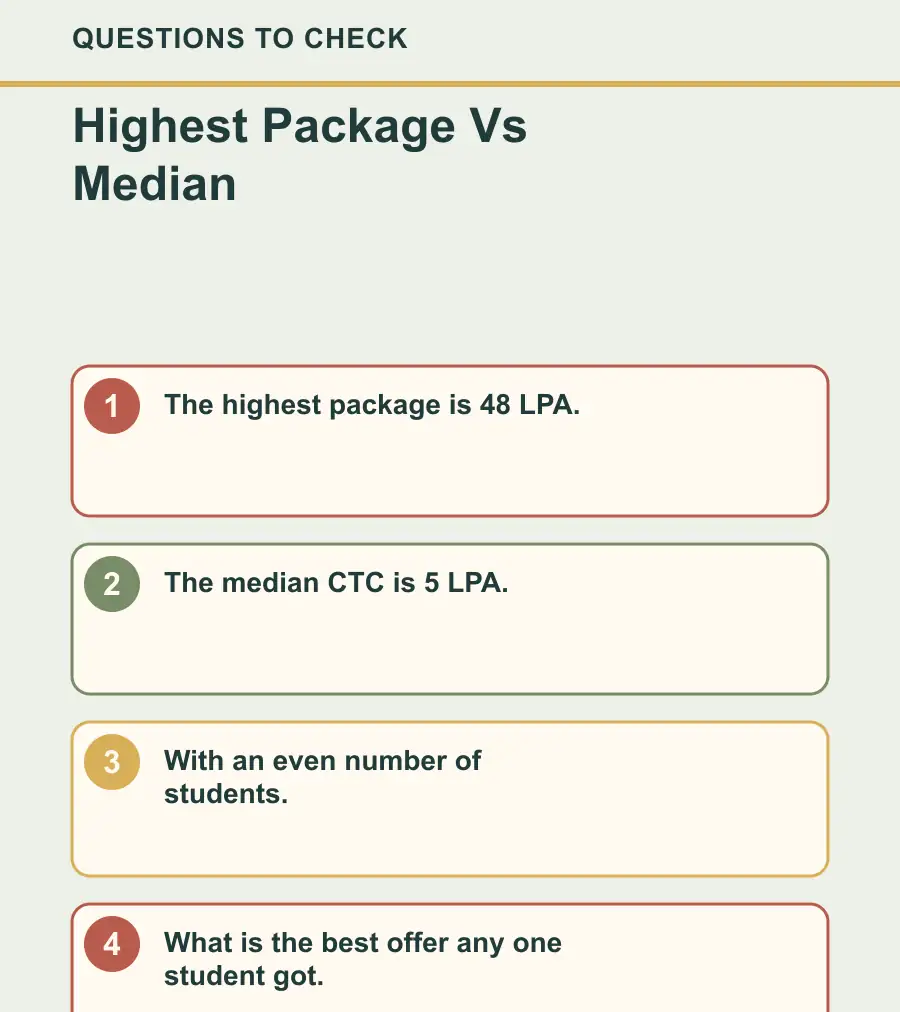 QUESTIONS TO CHECK
Highest Package Vs
Median
1
The highest package is 48 LPA.
2
The median CTC is 5 LPA.
3
With an even number of
students.
4
What is the best offer any one
student got.